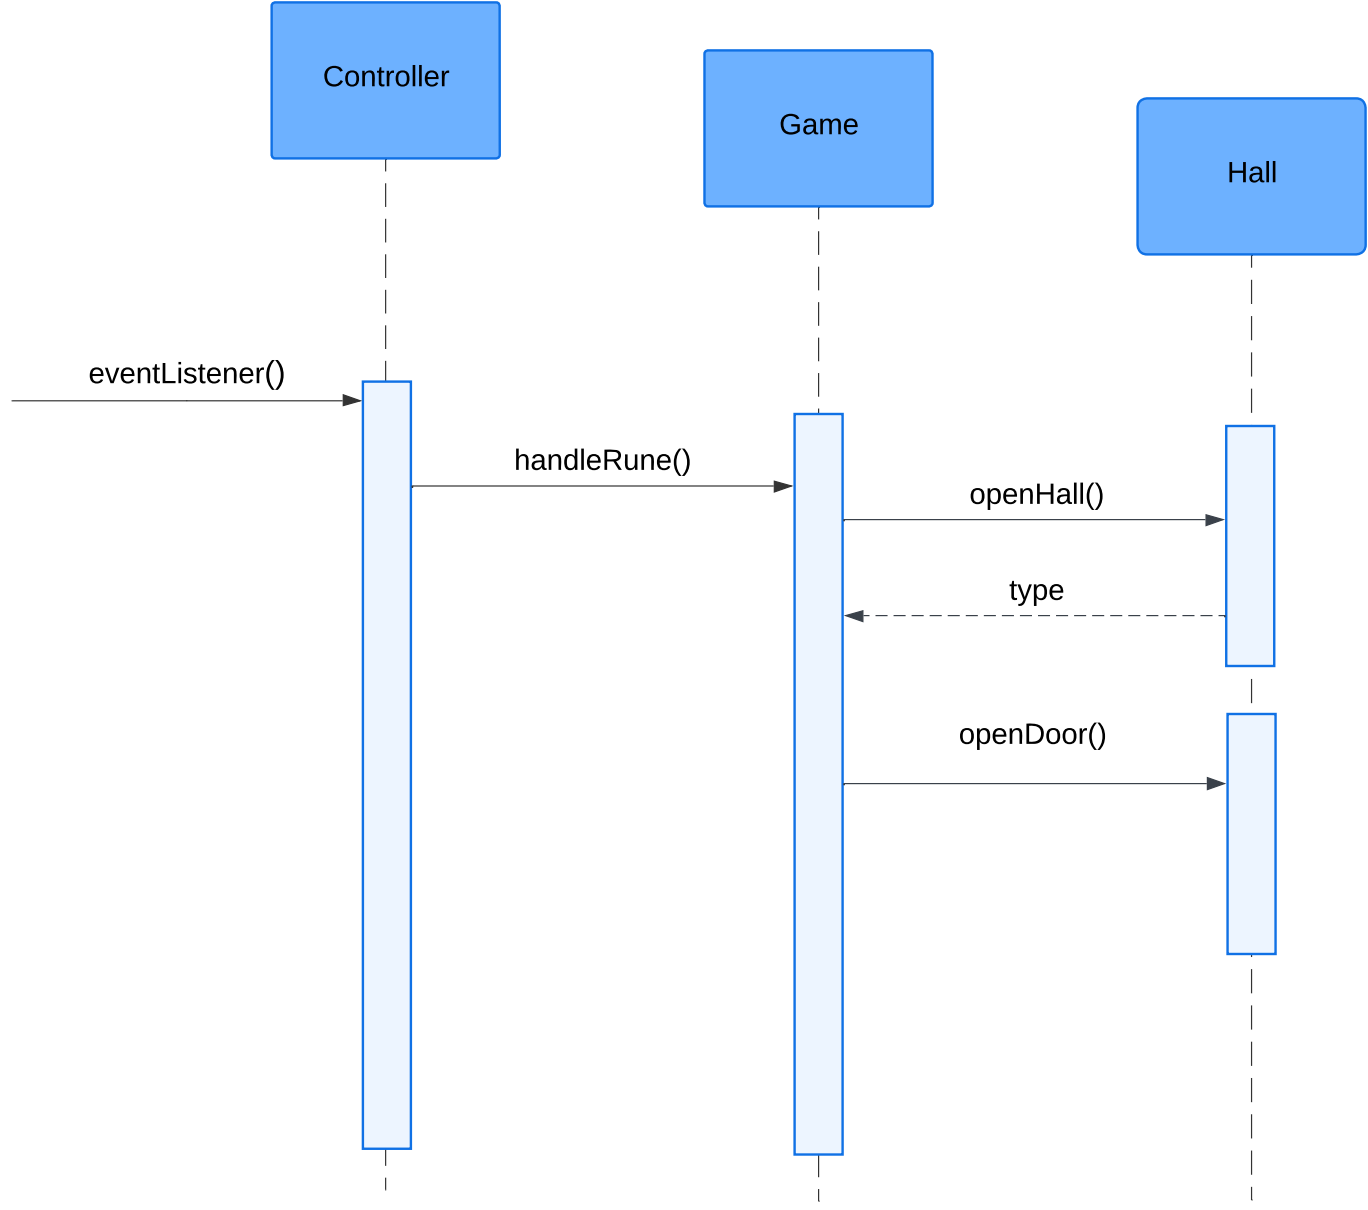 Controller
Game
Hall
eventListener()
handleRune()
openHall()
type
openDoor()